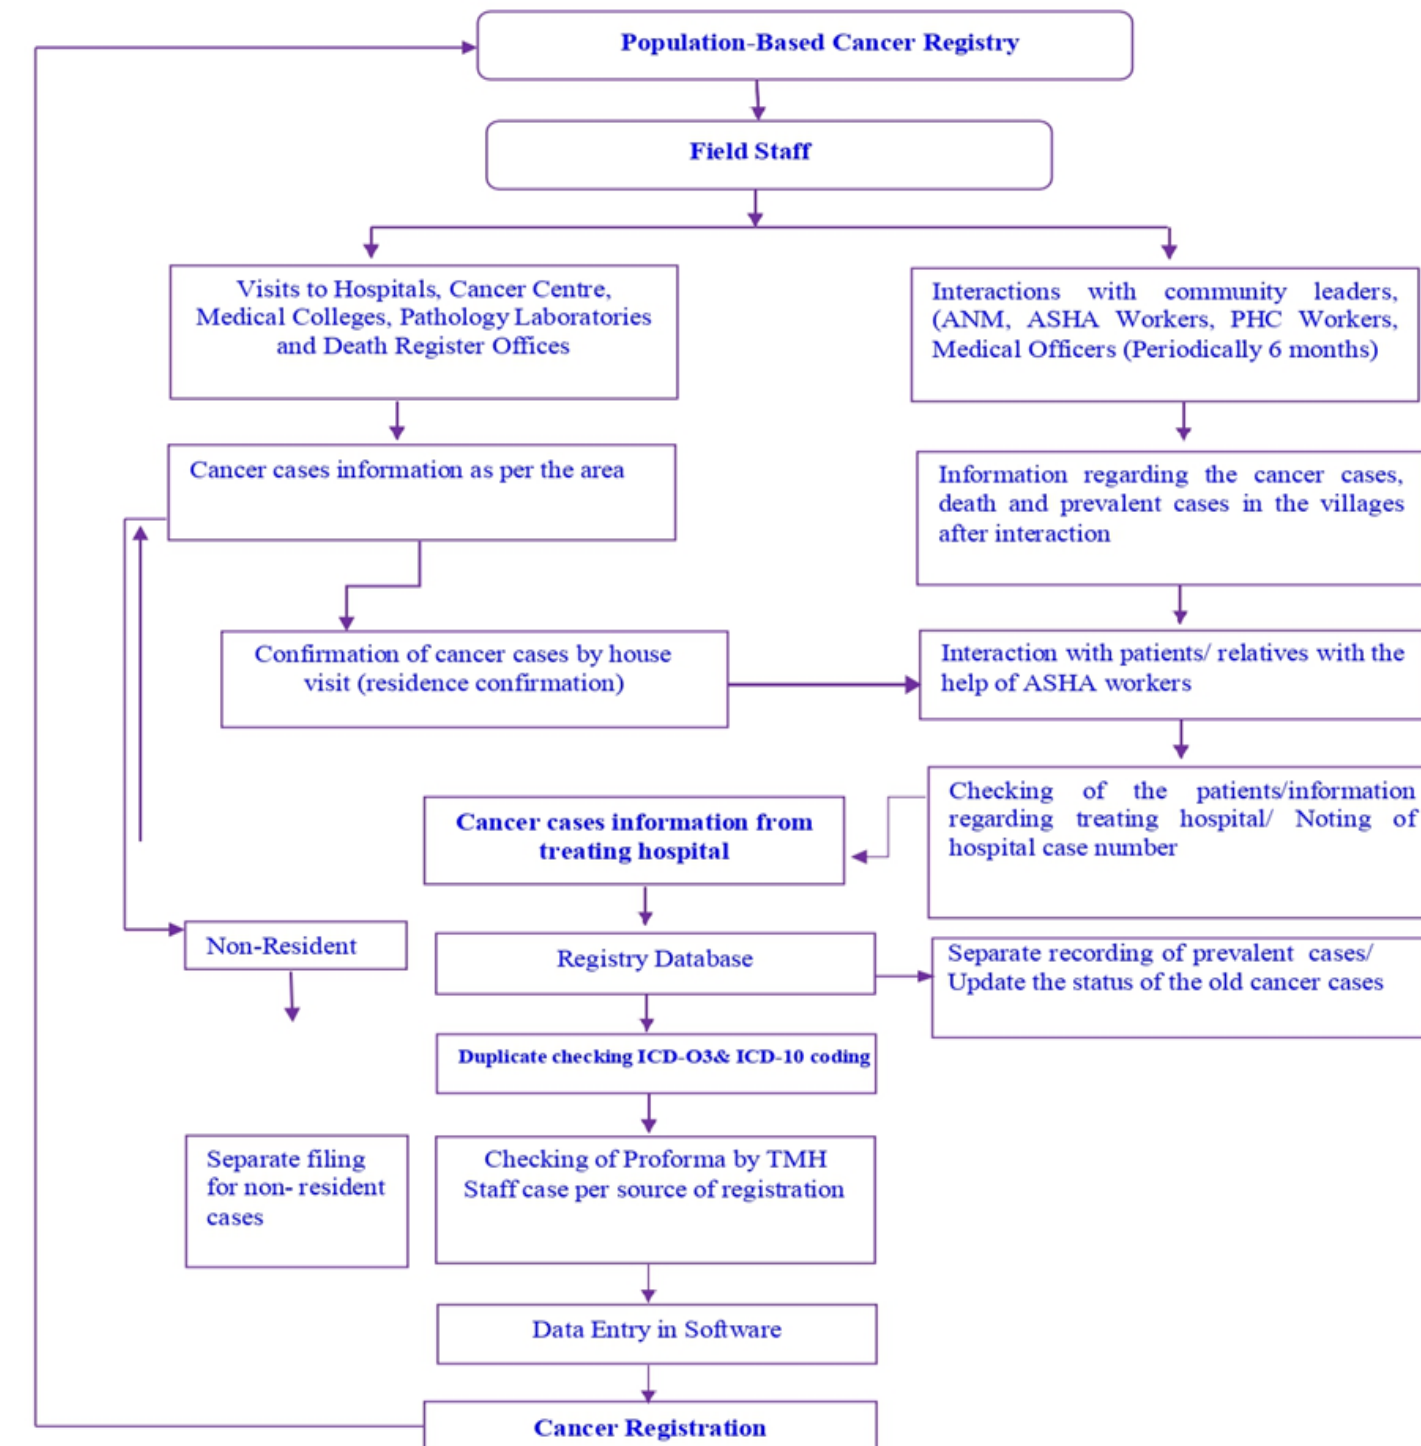 Population-Based Cancer Registry
Field Staff
Visits to Hospitals, Cancer Centre,
Medical Colleges, Pathology Laboratories
and Death Register Offices
Interactions with community leaders,
(ANM, ASHA Workers, PHC Workers,
Medical Officers (Periodically 6 months)
Cancer cases information as per the area
Information regarding the cancer cases,
death and prevalent cases in the villages
after interaction
Confirmation of cancer cases by house
visit (residence confirmation)
Interaction with patients/ relatives with the
help of ASHA workers
Checking of the patients/information
regarding treating hospital/ Noting of
hospital case number
Cancer cases information from
treating hospital
Non-Resident
Registry Database
Separate recording of prevalent cases/
Update the status of the old cancer cases
Duplicate checking ICD-O3& ICD-10 coding
Separate filing
for non- resident
cases
Checking of Proforma by TMH
Staff case per source of registration
Data Entry in Software
Cancer Registration